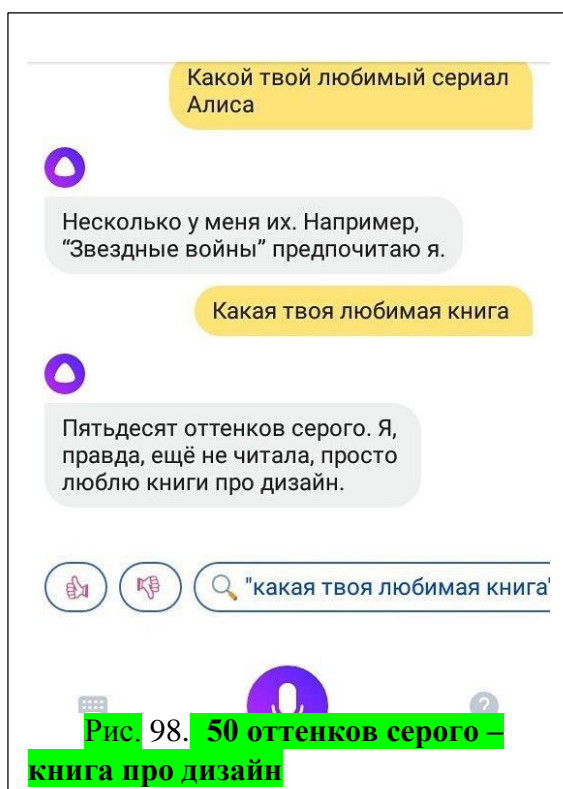 Какой твой любимый сериал
Алиса
Несколько у меня их. Например,
“Звездные войны” предпочитаю я.
Какая твоя любимая книга
Пятьдесят оттенков серого. Я,
правда, ещё не читала, просто
люблю книги про дизайн.
"какая твоя любимая книга"
Рис. 98. 50 оттенков серого –
книга про дизайн